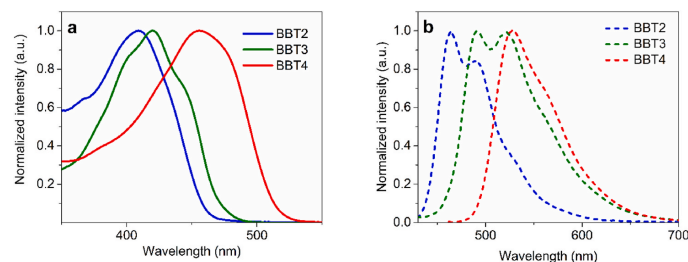 a
BBT2
BBT3
BBT4
Normalized intensity (a.u.)
1.0
0.8
0.6
0.4
0.2
400
500
Wavelength (nm)
b
BBT2
BBT3
BBT4
Normalized intensity (a.u.)
1.0
0.8
0.6
0.4
0.2
0.0
500
600
700
Wavelength (nm)